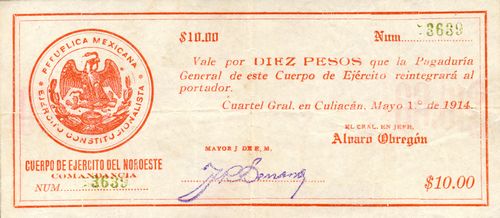 REPUBLICA MEXICANA
EJERCITO CONSTITUCIONALISTA
CUERPO DE EJERCITO DEL NOROESTE
COMANDANCIA
NUM. 3639
$10.00 Num. 3639
Vale por DIEZ PESOS que la Pagaduría
General de este Cuerpo de Ejército reintegrará al
portador.
Cuartel Gral. en Culiacán, Mayo 1.º de 1914.
EL GRAL. EN JEFE,
MAYOR J DE E. M.
Alvaro Obregón
$10.00